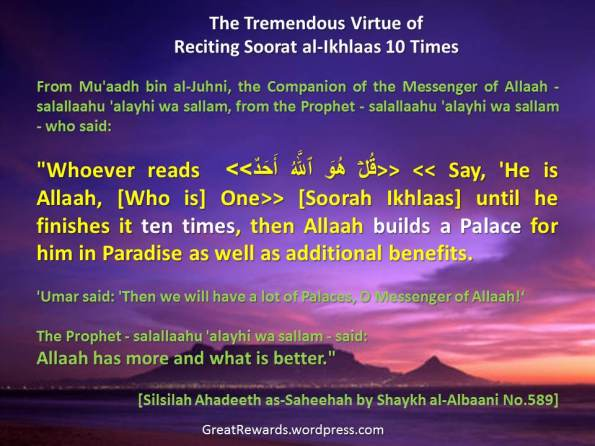 The Tremendous Virtue of
Reciting Soorat al-Ikhlaas 10 Times
From Mu'aadh bin al-Juhni, the Companion of the Messenger of Allaah -
salallaahu 'alayhi wa sallam, from the Prophet - salallaahu 'alayhi wa sallam
- who said:
"Whoever reads <<قُلْ هُوَ ٱللَّهُ أَحَدٌ>> << Say, 'He is
Allaah, [Who is] One>> [Soorah Ikhlaas] until he
finishes it ten times, then Allaah builds a Palace for
him in Paradise as well as additional benefits.
'Umar said: 'Then we will have a lot of Palaces, O Messenger of Allaah!'
The Prophet - salallaahu 'alayhi wa sallam - said:
Allaah has more and what is better."
[Silsilah Ahadeeth as-Saheehah by Shaykh al-Albaani No.589]
GreatRewards.wordpress.com